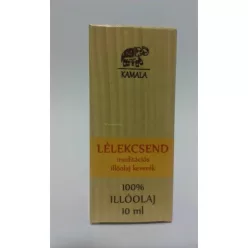 KAMALA
LÉLEKCSEND
meditációs
illóolaj keverék
100%
ILLÓOLAJ
10 ml